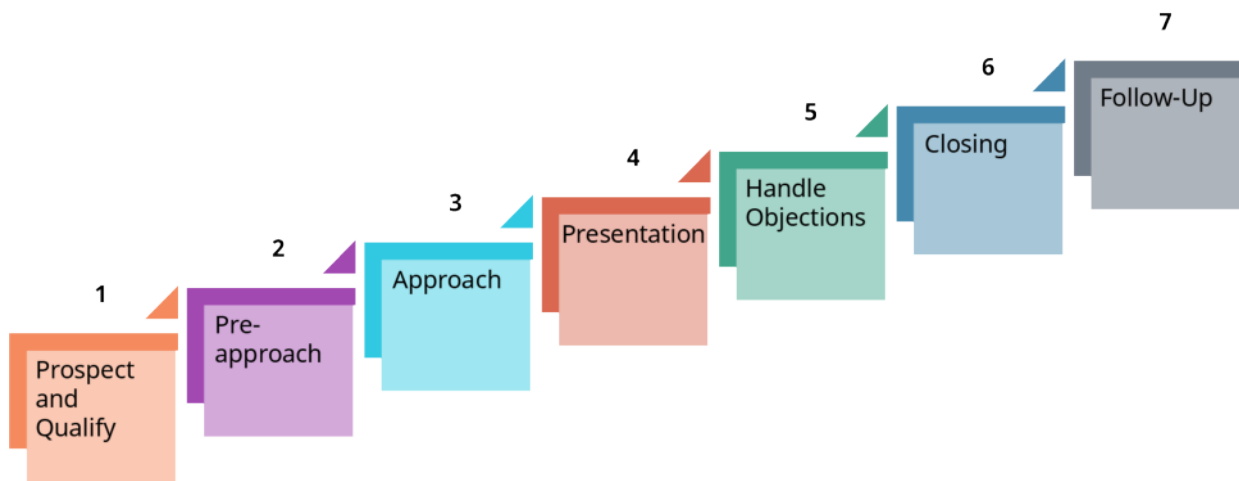 1
Prospect
and
Qualify
2
Pre-
approach
3
Approach
4
Presentation
5
Handle
Objections
6
Closing
7
Follow-Up